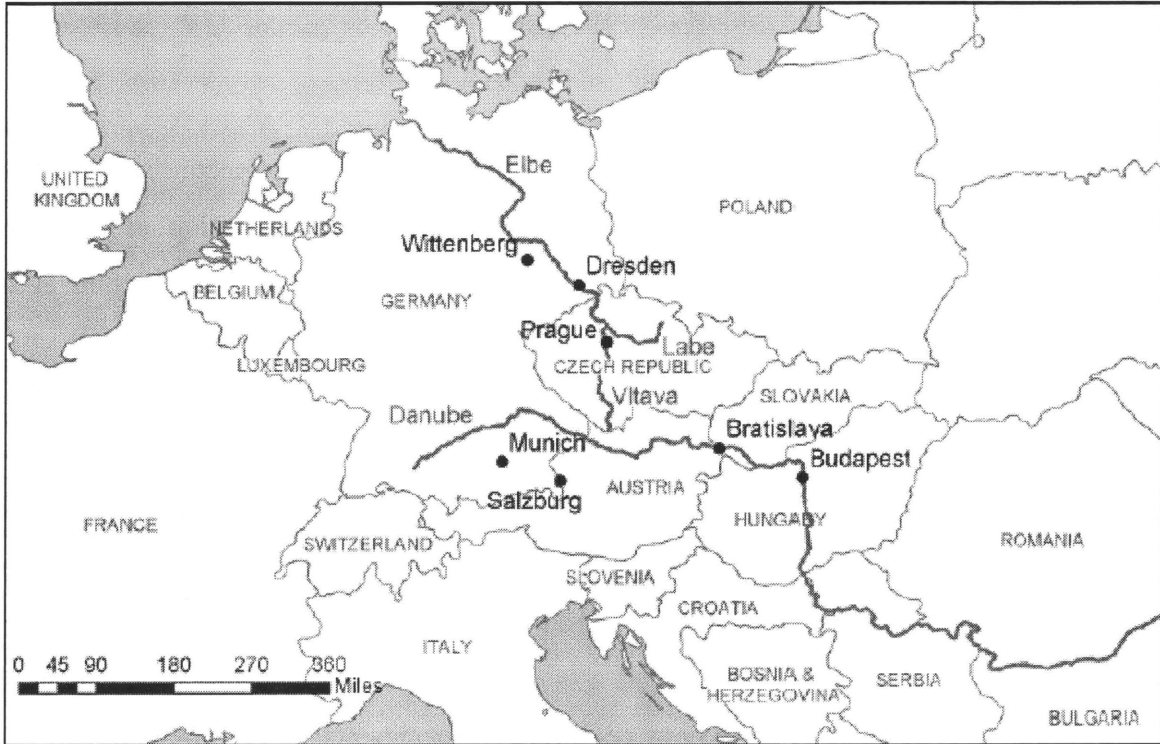 Elbe
UNITED
KINGDOM
POLAND
NETHERLANDS
Wittenberg
Dresden
BELGIUM
GERMANY
Prague
Labe
LUXEMBOURG
CZECH REPUBLIC
Vltava
SLOVAKIA
Danube
Bratislava
Munich
Budapest
Salzburg
AUSTRIA
FRANCE
HUNGARY
SWITZERLAND
ROMANIA
SLOVENIA
CROATIA
ITALY
0 45 90 180 270 360
Miles
BOSNIA &
HERZEGOVINA
SERBIA
BULGARIA